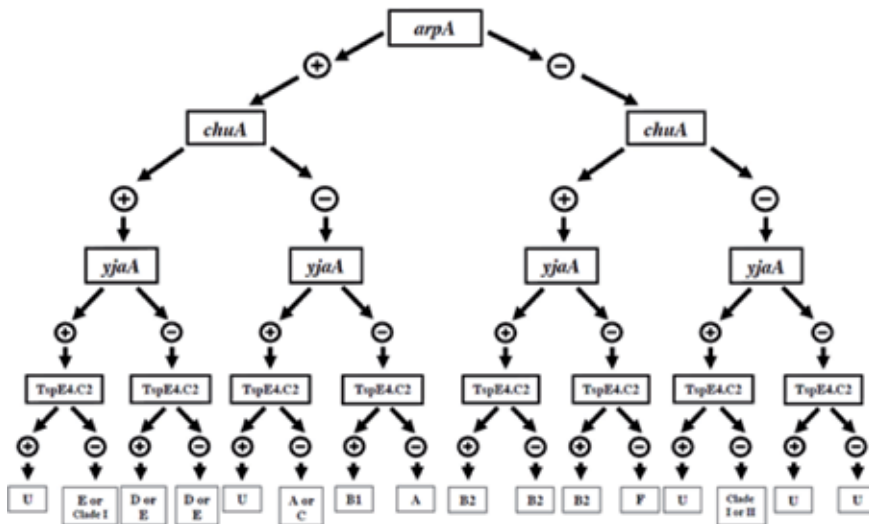 arpA
+ −
chuA chuA
+ − + −
yjaA yjaA yjaA yjaA
+ − + − + − + −
TspE4.C2 TspE4.C2 TspE4.C2 TspE4.C2 TspE4.C2 TspE4.C2 TspE4.C2 TspE4.C2
+ − + − + − + − + − + − + − + −
U
E or
Clade I
D or
E
D or
E
U
A or
C
B1
A
B2
B2
B2
F
U
Clade
I or II
U
U